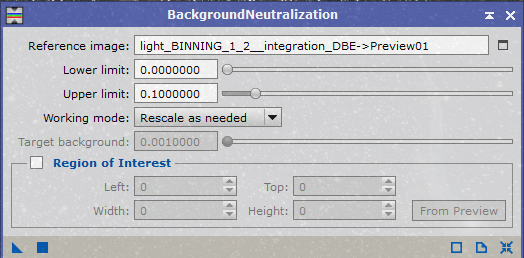 BackgroundNeutralization
Reference image: light_BINNING_1_2__integration_DBE->Preview01
Lower limit: 0.0000000
Upper limit: 0.1000000
Working mode: Rescale as needed
Target background: 0.0010000
Region of Interest
Left: 0 Top: 0
Width: 0 Height: 0 From Preview